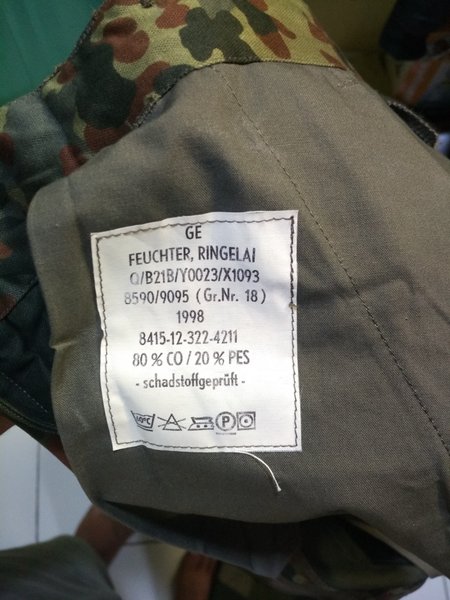 GE
FEUCHTER, RINGELAI
Q/B21B/Y0023/X1093
8590/9095 (Gr.Nr. 18)
1998
8415-12-322-4211
80 % CO / 20 % PES
- schadstoffgeprüft -
P